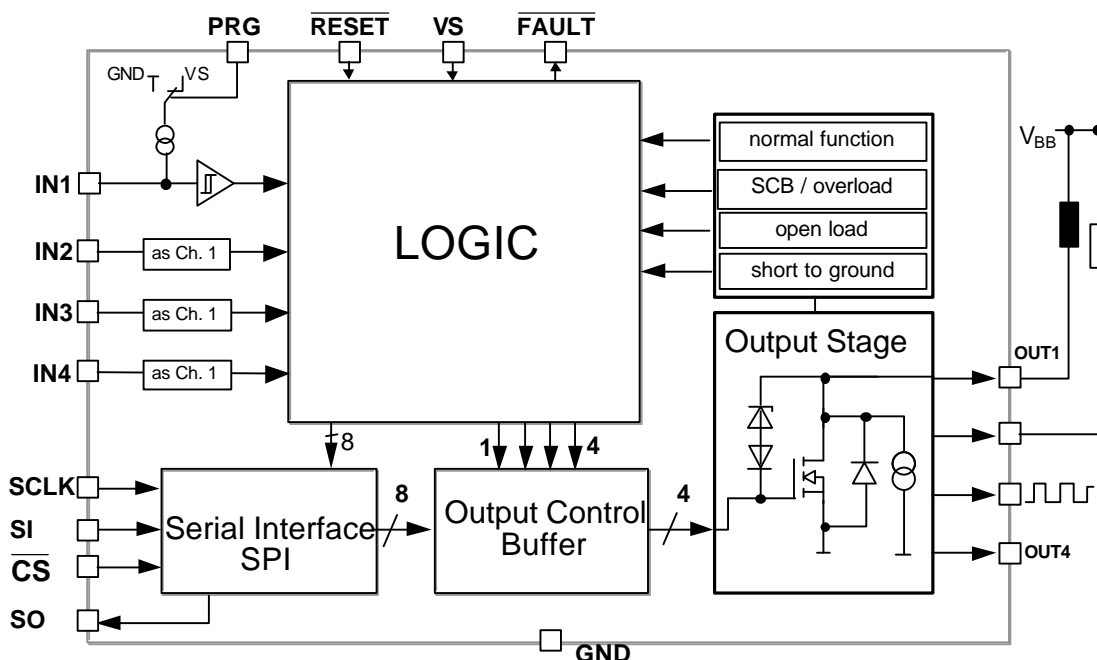 PRG
RESET
VS
FAULT
GND
VS
normal function
SCB / overload
open load
short to ground
V_BB
IN1
IN2
as Ch. 1
IN3
as Ch. 1
IN4
as Ch. 1
LOGIC
Output Stage
OUT1
8
1
4
SCLK
SI
CS
SO
Serial Interface
SPI
8
Output Control
Buffer
4
OUT4
GND